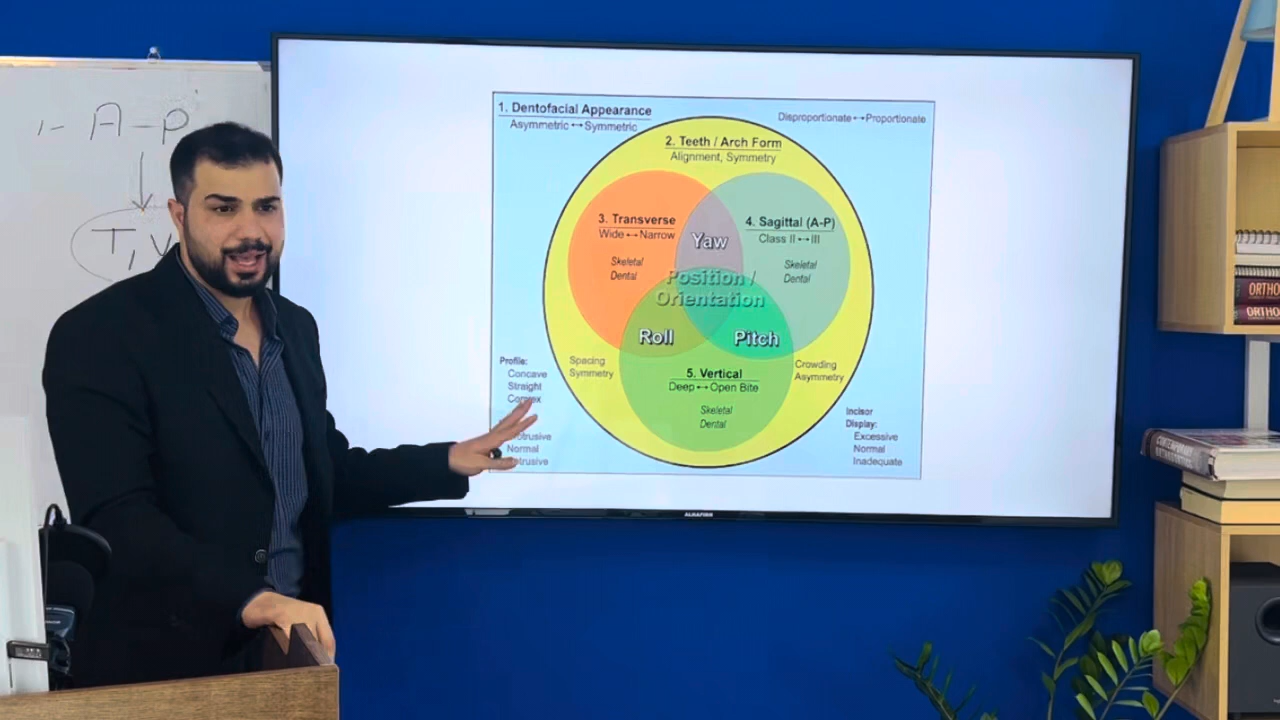 1- A-P
T, V
1. Dentofacial Appearance
Asymmetric ↔ Symmetric
Disproportionate ↔ Proportionate
2. Teeth / Arch Form
Alignment, Symmetry
3. Transverse
Wide ↔ Narrow
Skeletal
Dental
Yaw
4. Sagittal (A-P)
Class II ↔ III
Skeletal
Dental
Position /
Orientation
Roll
Pitch
Spacing
Symmetry
5. Vertical
Deep ↔ Open Bite
Skeletal
Dental
Crowding
Asymmetry
Profile:
Concave
Straight
Normal
Incisor
Display:
Excessive
Normal
Inadequate
ORTHO
ORTHO
CONTEMPORARY
ORTHODONTICS